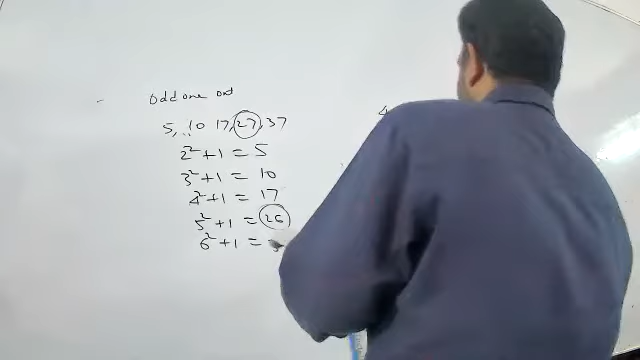 Odd one out
5, 10 17, 27, 37
2² + 1 = 5
3² + 1 = 10
4² + 1 = 17
5² + 1 = 26
6² + 1 =
4